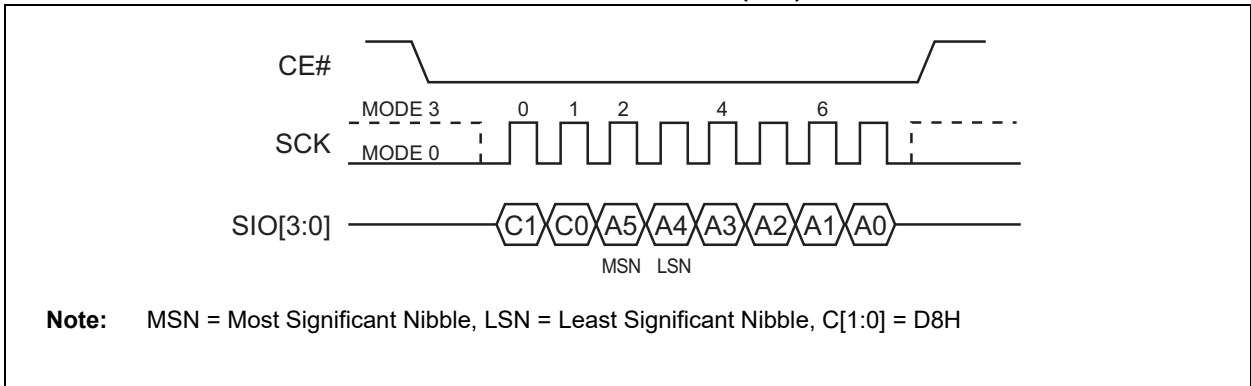 CE#
MODE 3 0 1 2 4 6
SCK
MODE 0
SIO[3:0] C1 C0 A5 A4 A3 A2 A1 A0
MSN LSN
Note: MSN = Most Significant Nibble, LSN = Least Significant Nibble, C[1:0] = D8H